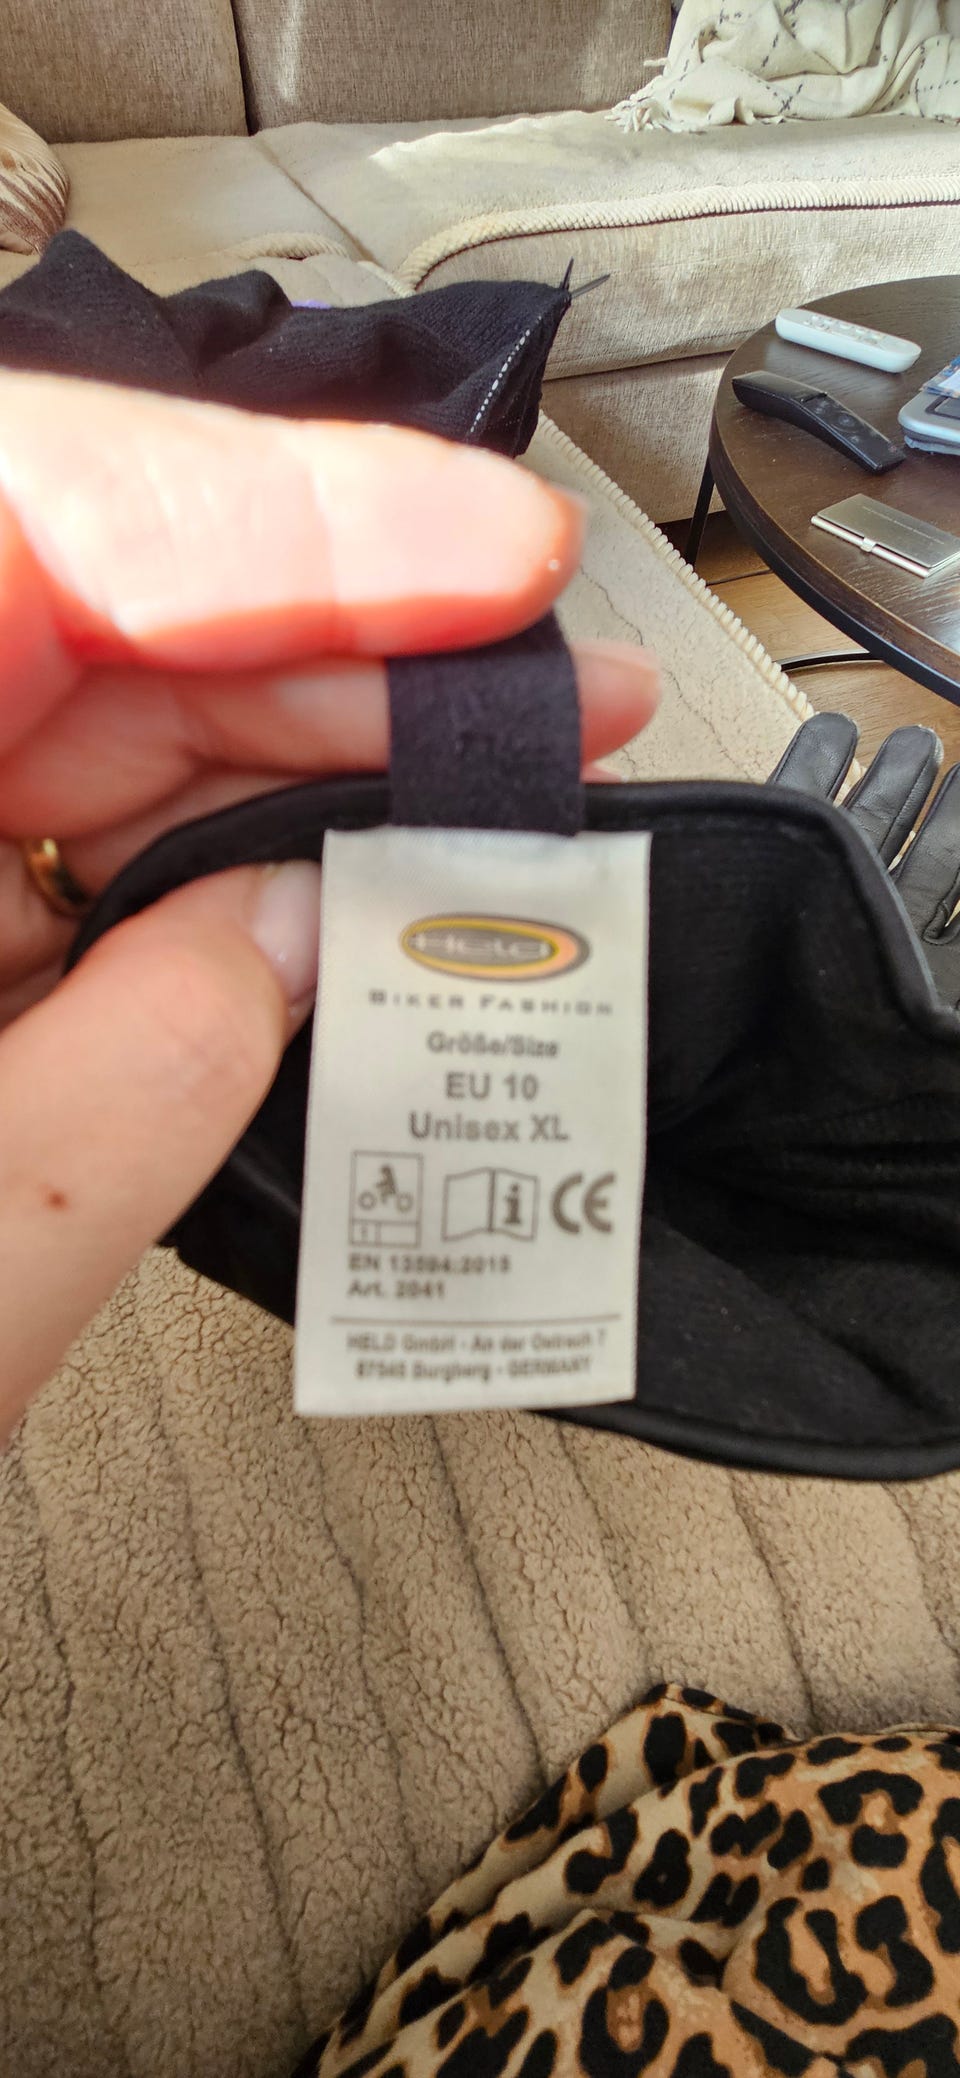 Held
BIKER FASHION
Größe/Size
EU 10
Unisex XL
i CE
EN 13594:2015
Art. 2041
HELD GmbH - An der Ostrach 7
87545 Burgberg - GERMANY